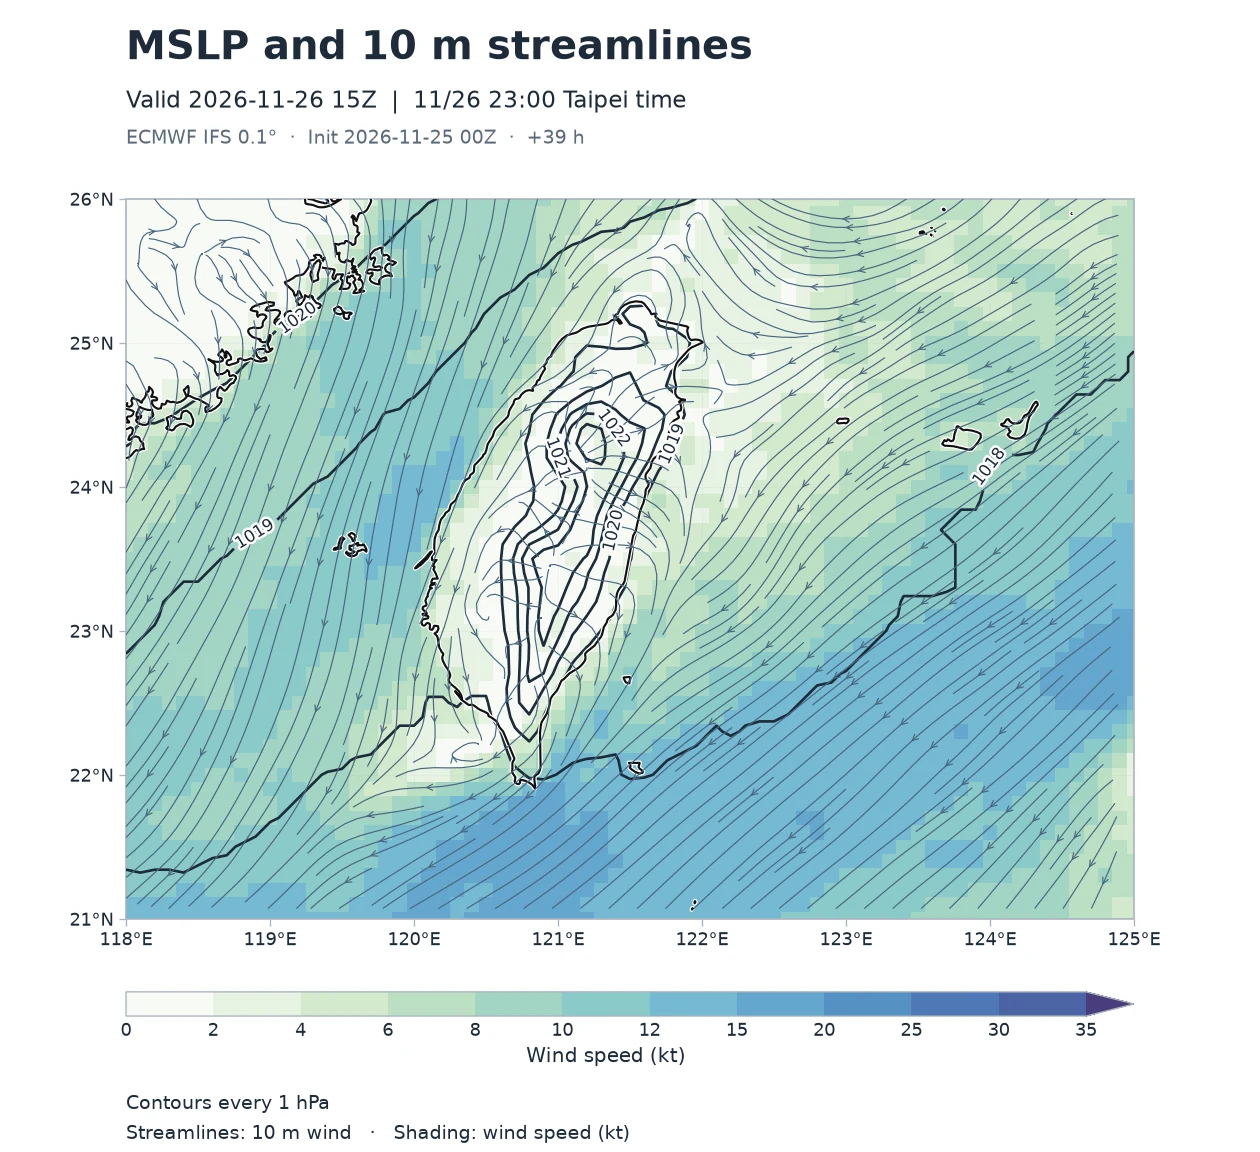 MSLP and 10 m streamlines
Valid 2026-11-26 15Z | 11/26 23:00 Taipei time
ECMWF IFS 0.1° · Init 2026-11-25 00Z · +39 h
26°N
25°N
24°N
23°N
22°N
21°N
1020
1019
1022
1021
1019
1020
1018
118°E 119°E 120°E 121°E 122°E 123°E 124°E 125°E
0 2 4 6 8 10 12 15 20 25 30 35
Wind speed (kt)
Contours every 1 hPa
Streamlines: 10 m wind · Shading: wind speed (kt)